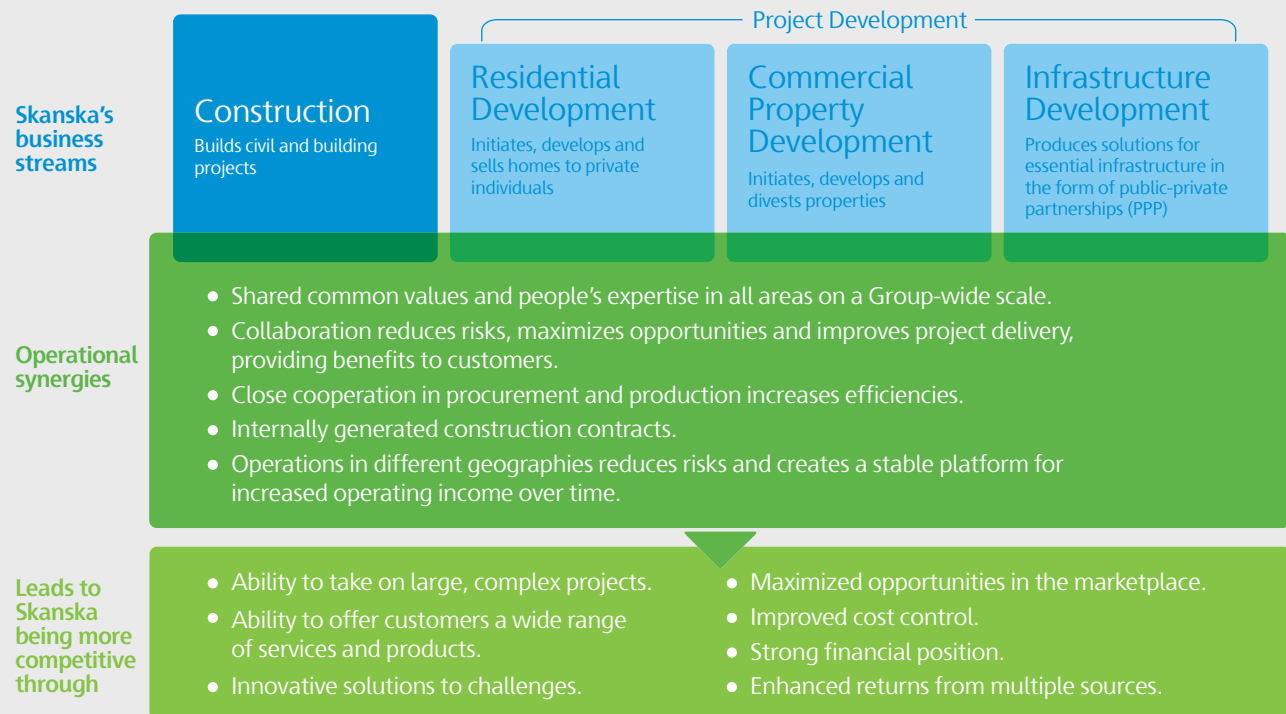 Project Development
Skanska's
business
streams
Construction
Builds civil and building
projects
Residential
Development
Initiates, develops and
sells homes to private
individuals
Commercial
Property
Development
Initiates, develops and
divests properties
Infrastructure
Development
Produces solutions for
essential infrastructure in
the form of public-private
partnerships (PPP)
Operational
synergies
• Shared common values and people's expertise in all areas on a Group-wide scale.
• Collaboration reduces risks, maximizes opportunities and improves project delivery,
providing benefits to customers.
• Close cooperation in procurement and production increases efficiencies.
• Internally generated construction contracts.
• Operations in different geographies reduces risks and creates a stable platform for
increased operating income over time.
Leads to
Skanska
being more
competitive
through
• Ability to take on large, complex projects.
• Ability to offer customers a wide range
of services and products.
• Innovative solutions to challenges.
• Maximized opportunities in the marketplace.
• Improved cost control.
• Strong financial position.
• Enhanced returns from multiple sources.